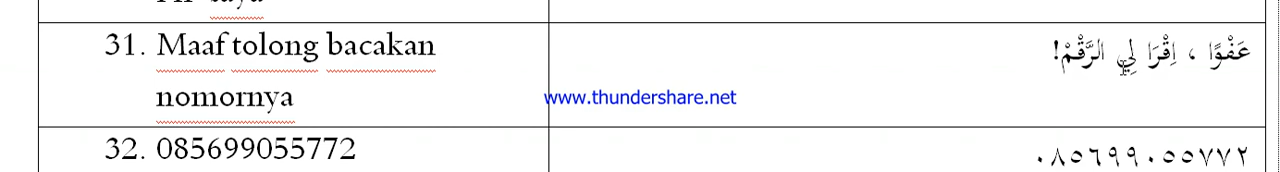 31. Maaf tolong bacakan
nomornya
عَفْوًا ، اِقْرَا لِي الرَّقْمْ!
www.thundershare.net
32. 085699055772
٠٨٥٦٩٩٠٥٥٧٧٢